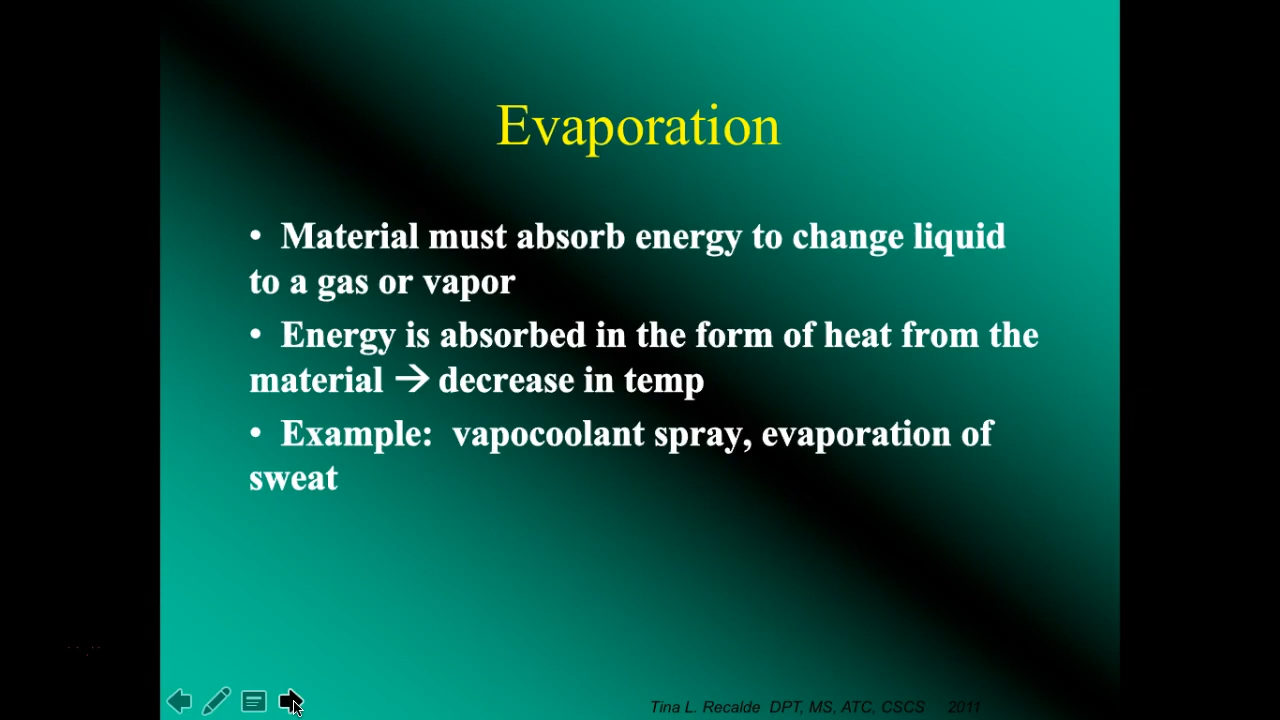 Evaporation
• Material must absorb energy to change liquid
to a gas or vapor
• Energy is absorbed in the form of heat from the
material → decrease in temp
• Example:  vapocoolant spray, evaporation of
sweat
Tina L. Recalde  DPT, MS, ATC, CSCS    2011